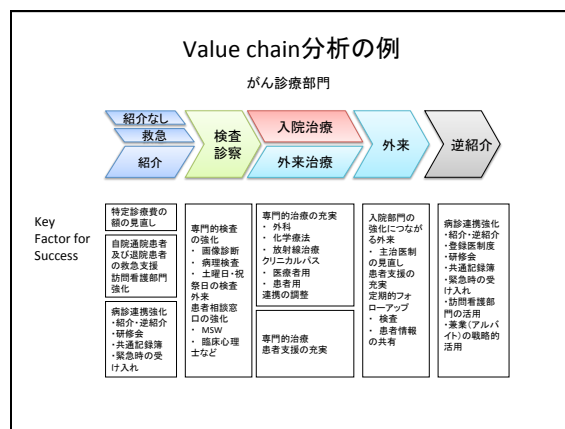 Value chain分析の例
がん診療部門
紹介なし
救急
紹介
検査
診察
入院治療
外来治療
外来
逆紹介
Key
Factor for
Success
特定診療費の
額の見直し
自院通院患者
及び退院患者
の救急支援
訪問看護部門
強化
病診連携強化
・紹介・逆紹介
・研修会
・共通記録簿
・緊急時の受
け入れ
専門的検査
の強化
・ 画像診断
・ 病理検査
・ 土曜日・祝
祭日の検査
外来
患者相談窓
口の強化
・ MSW
・ 臨床心理
士など
専門的治療の充実
・ 外科
・ 化学療法
・ 放射線治療
クリニカルパス
・ 医療者用
・ 患者用
連携の調整
専門的治療
患者支援の充実
入院部門の
強化につなが
る外来
・ 主治医制
の見直し
患者支援の
充実
定期的フォ
ローアップ
・ 検査
・ 患者情報
の共有
病診連携強化
・紹介・逆紹介
・登録医制度
・研修会
・共通記録簿
・緊急時の受
け入れ
・訪問看護部
門の活用
・兼業(アルバ
イト)の戦略的
活用